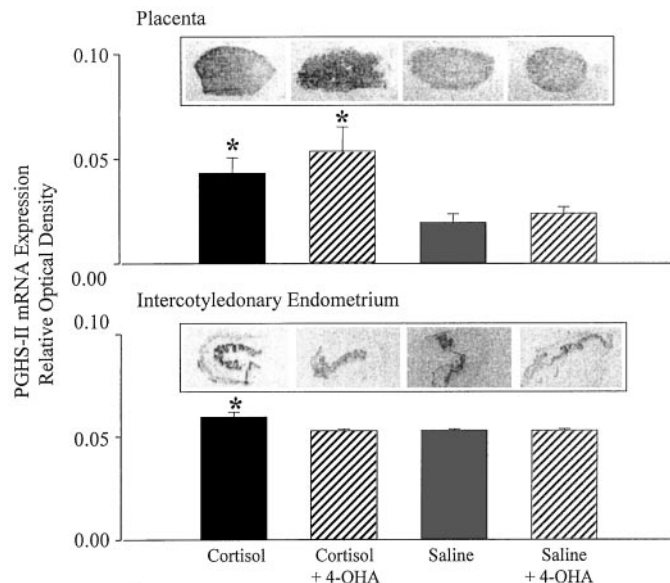 Placenta
0.10
*
*
0.05
0.00
Intercotyledonary Endometrium
0.10
*
0.05
0.00
PGHS-II mRNA Expression
Relative Optical Density
Cortisol
Cortisol
+ 4-OHA
Saline
Saline
+ 4-OHA